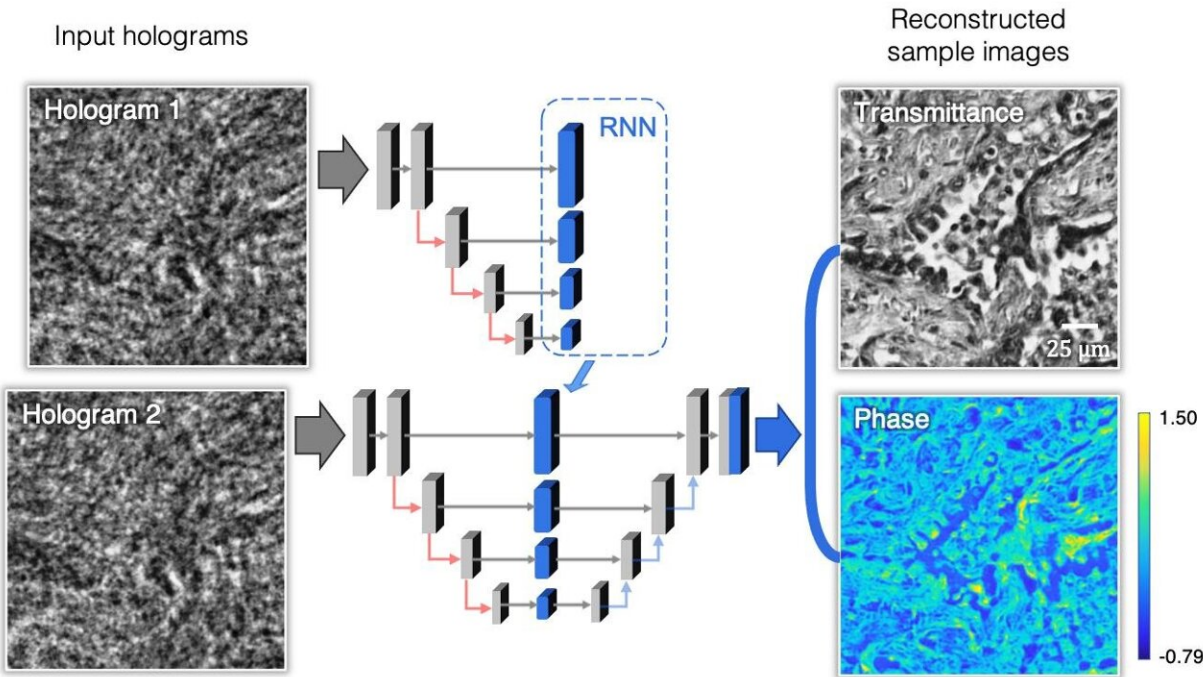 Input holograms
Reconstructed
sample images
Hologram 1
RNN
Transmittance
25 μm
Hologram 2
Phase
1.50
-0.79